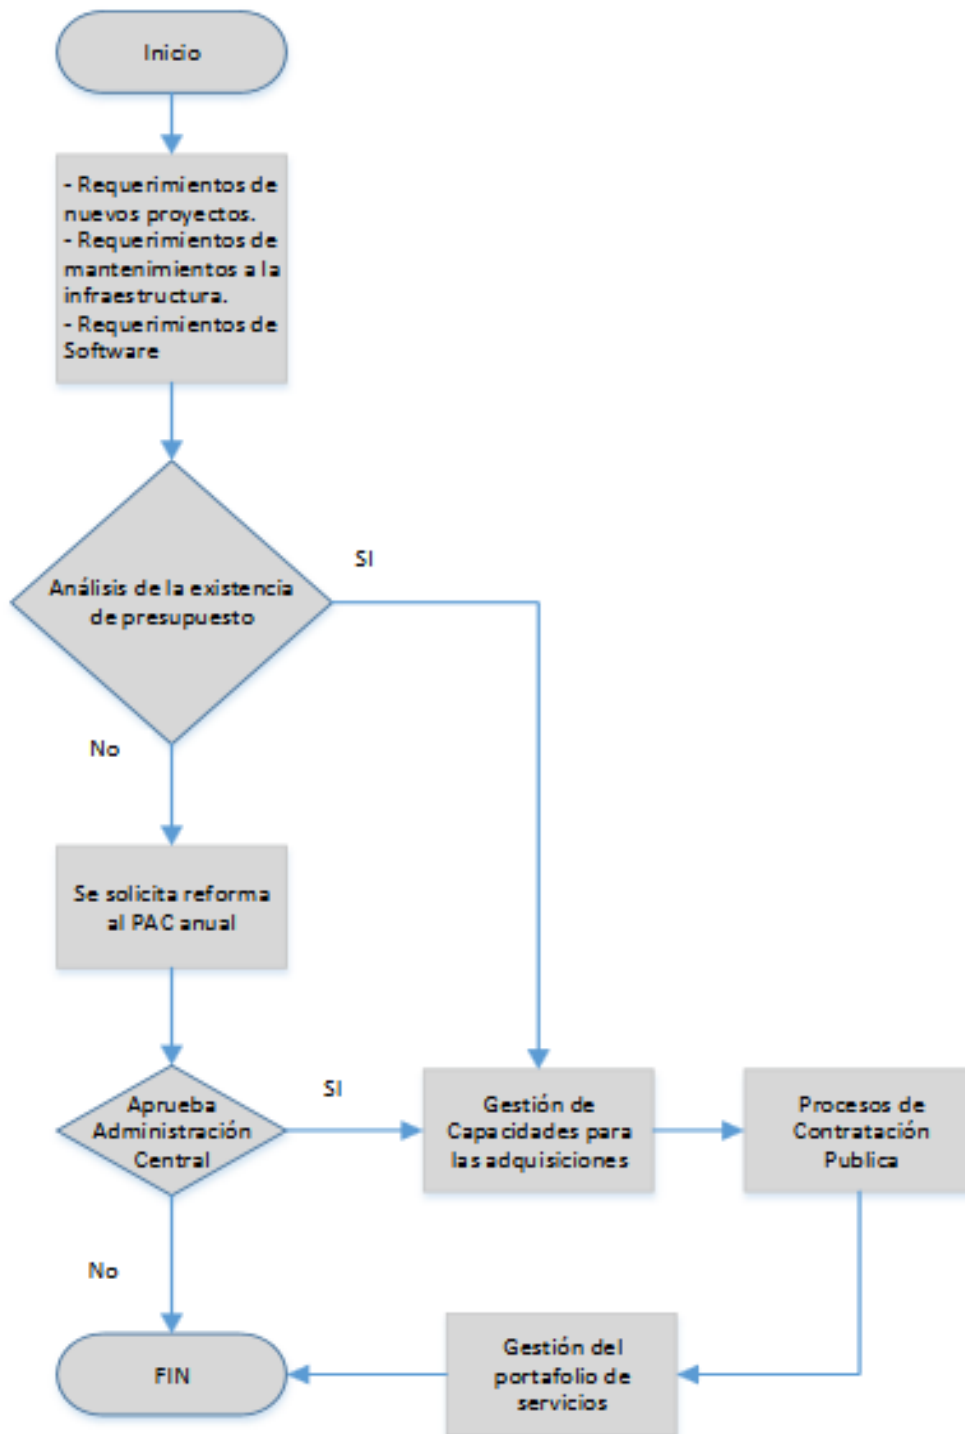 Inicio
- Requerimientos de
nuevos proyectos.
- Requerimientos de
mantenimientos a la
infraestructura.
- Requerimientos de
Software
SI
Análisis de la existencia
de presupuesto
No
Se solicita reforma
al PAC anual
SI
Aprueba
Administración
Central
Gestión de
Capacidades para
las adquisiciones
Procesos de
Contratación
Publica
No
FIN
Gestión del
portafolio de
servicios